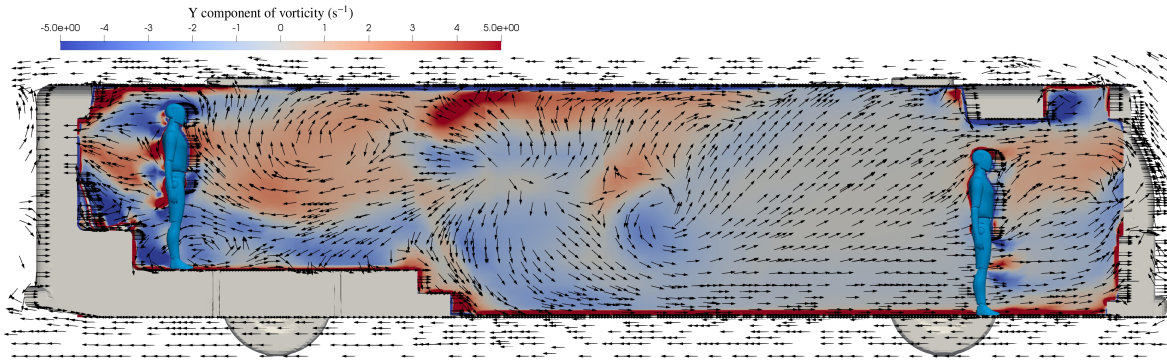 Y component of vorticity (s⁻¹)
-5.0e+00 -4 -3 -2 -1 0 1 2 3 4 5.0e+00